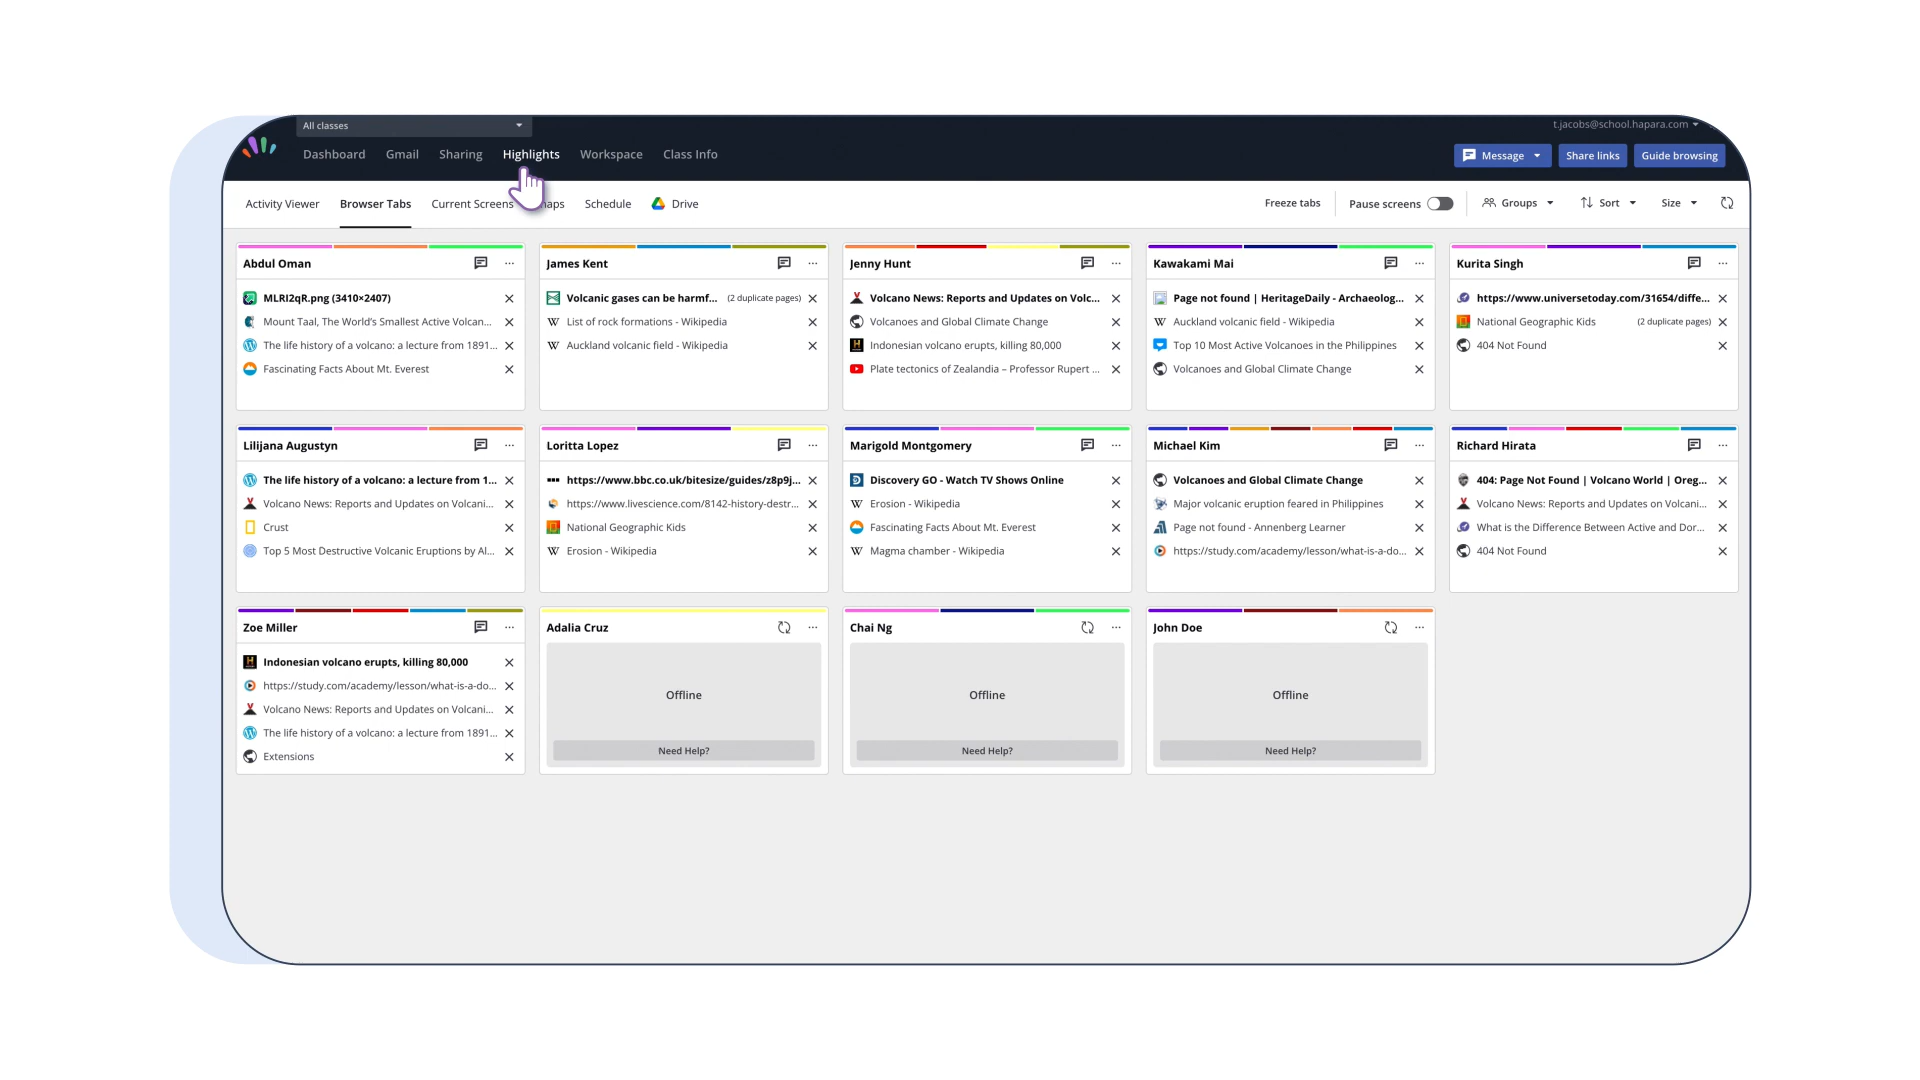 All classes
t.jacobs@school.hapara.com
Dashboard Gmail Sharing Highlights Workspace Class Info
Message Share links Guide browsing
Activity Viewer Browser Tabs Current Screens Schedule Drive
Freeze tabs Pause screens Groups Sort Size
Abdul Oman
MLRI2qR.png (3410×2407)
Mount Taal, The World's Smallest Active Volcan...
The life history of a volcano: a lecture from 1891...
Fascinating Facts About Mt. Everest
James Kent
Volcanic gases can be harmf... (2 duplicate pages)
List of rock formations - Wikipedia
Auckland volcanic field - Wikipedia
Jenny Hunt
Volcano News: Reports and Updates on Volc...
Volcanoes and Global Climate Change
Indonesian volcano erupts, killing 80,000
Plate tectonics of Zealandia – Professor Rupert ...
Kawakami Mai
Page not found | HeritageDaily - Archaeolog...
Auckland volcanic field - Wikipedia
Top 10 Most Active Volcanoes in the Philippines
Volcanoes and Global Climate Change
Kurita Singh
https://www.universetoday.com/31654/diffe...
National Geographic Kids (2 duplicate pages)
404 Not Found
Lilijana Augustyn
The life history of a volcano: a lecture from 1...
Volcano News: Reports and Updates on Volcani...
Crust
Top 5 Most Destructive Volcanic Eruptions by Al...
Loritta Lopez
https://www.bbc.co.uk/bitesize/guides/z8p9j...
https://www.livescience.com/8142-history-destr...
National Geographic Kids
Erosion - Wikipedia
Marigold Montgomery
Discovery GO - Watch TV Shows Online
Erosion - Wikipedia
Fascinating Facts About Mt. Everest
Magma chamber - Wikipedia
Michael Kim
Volcanoes and Global Climate Change
Major volcanic eruption feared in Philippines
Page not found - Annenberg Learner
https://study.com/academy/lesson/what-is-a-do...
Richard Hirata
404: Page Not Found | Volcano World | Oreg...
Volcano News: Reports and Updates on Volcani...
What is the Difference Between Active and Dor...
404 Not Found
Zoe Miller
Indonesian volcano erupts, killing 80,000
https://study.com/academy/lesson/what-is-a-do...
Volcano News: Reports and Updates on Volcani...
The life history of a volcano: a lecture from 1891...
Extensions
Adalia Cruz
Offline
Need Help?
Chai Ng
Offline
Need Help?
John Doe
Offline
Need Help?